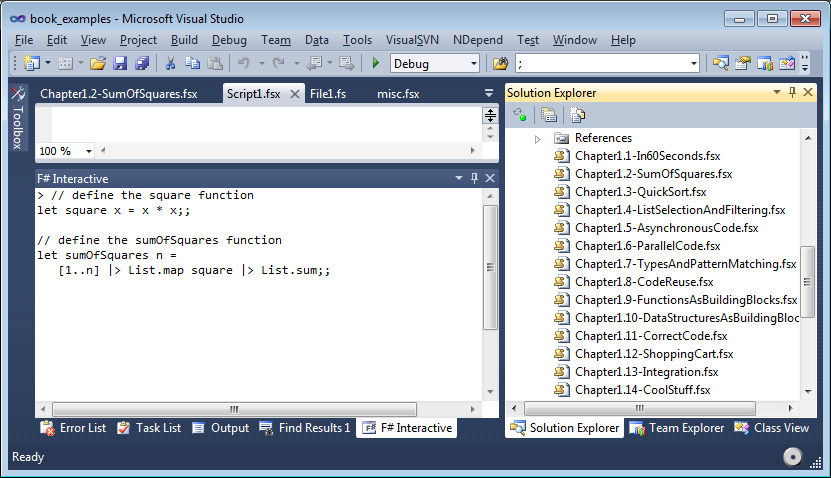 book_examples - Microsoft Visual Studio
File Edit View Project Build Debug Team Data Tools VisualSVN NDepend Test Window Help
Debug ;
Toolbox
Chapter1.2-SumOfSquares.fsx Script1.fsx File1.fs misc.fsx
100 %
F# Interactive
> // define the square function
let square x = x * x;;
// define the sumOfSquares function
let sumOfSquares n =
   [1..n] |> List.map square |> List.sum;;
Error List Task List Output Find Results 1 F# Interactive
Solution Explorer
References
Chapter1.1-In60Seconds.fsx
Chapter1.2-SumOfSquares.fsx
Chapter1.3-QuickSort.fsx
Chapter1.4-ListSelectionAndFiltering.fsx
Chapter1.5-AsynchronousCode.fsx
Chapter1.6-ParallelCode.fsx
Chapter1.7-TypesAndPatternMatching.fsx
Chapter1.8-CodeReuse.fsx
Chapter1.9-FunctionsAsBuildingBlocks.fsx
Chapter1.10-DataStructuresAsBuildingBloc
Chapter1.11-CorrectCode.fsx
Chapter1.12-ShoppingCart.fsx
Chapter1.13-Integration.fsx
Chapter1.14-CoolStuff.fsx
Solution Explorer Team Explorer Class View
Ready